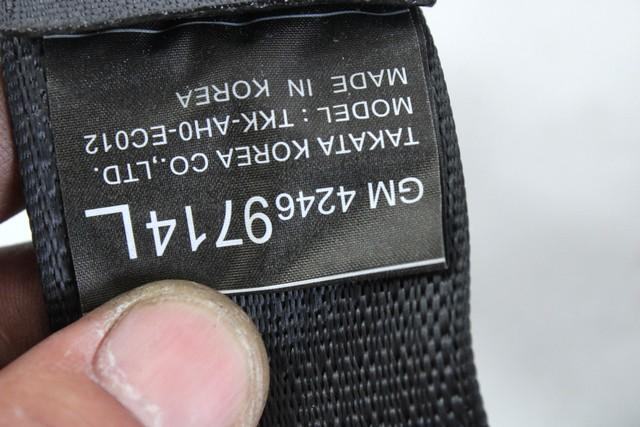 GM 42469714L
TAKATA KOREA CO.,LTD.
MODEL : TKK-AH0-EC012
MADE IN KOREA